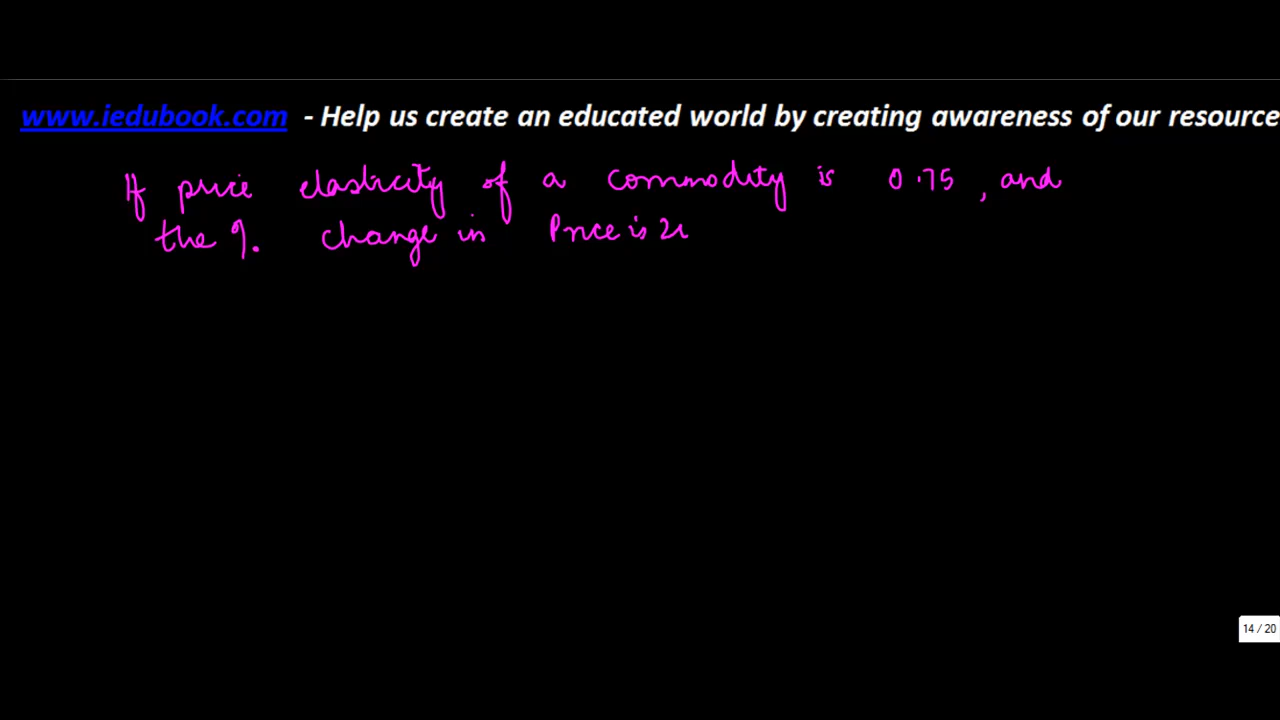 www.iedubook.com - Help us create an educated world by creating awareness of our resource
If price elasticity of a commodity is 0.75, and
the % change in Price is
14 / 20